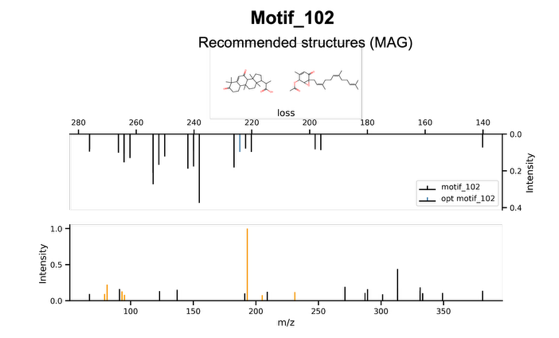 Motif_102
Recommended structures (MAG)
loss
280 260 240 220 200 180 160 140
0.0
0.2
0.4
Intensity
motif_102
opt motif_102
1.0
0.5
0.0
Intensity
100 150 200 250 300 350
m/z